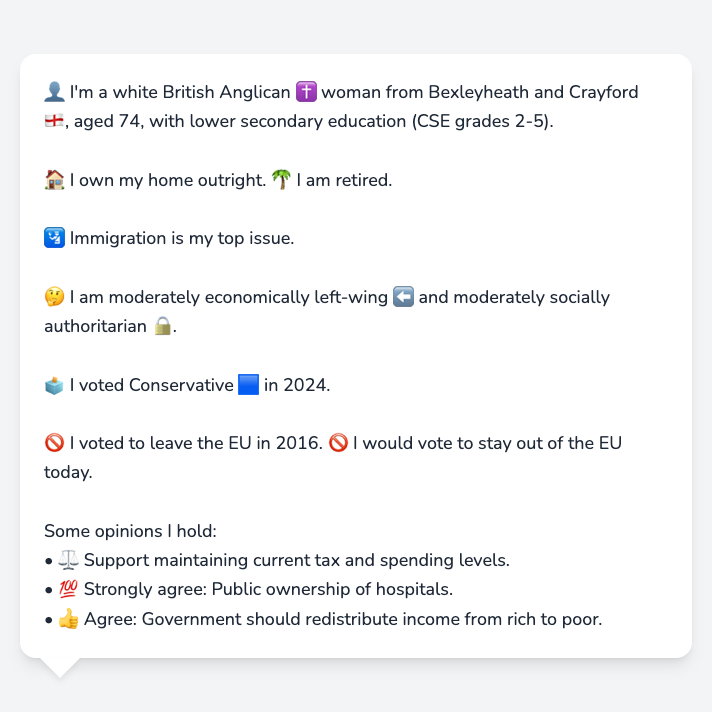 👤 I'm a white British Anglican ✝️ woman from Bexleyheath and Crayford
🏴󠁧󠁢󠁥󠁮󠁧󠁿, aged 74, with lower secondary education (CSE grades 2-5).
🏠 I own my home outright. 🌴 I am retired.
🛂 Immigration is my top issue.
🤔 I am moderately economically left-wing ⬅️ and moderately socially
authoritarian 🔒.
🗳️ I voted Conservative 🟦 in 2024.
🚫 I voted to leave the EU in 2016. 🚫 I would vote to stay out of the EU
today.
Some opinions I hold:
• ⚖️ Support maintaining current tax and spending levels.
• 💯 Strongly agree: Public ownership of hospitals.
• 👍 Agree: Government should redistribute income from rich to poor.